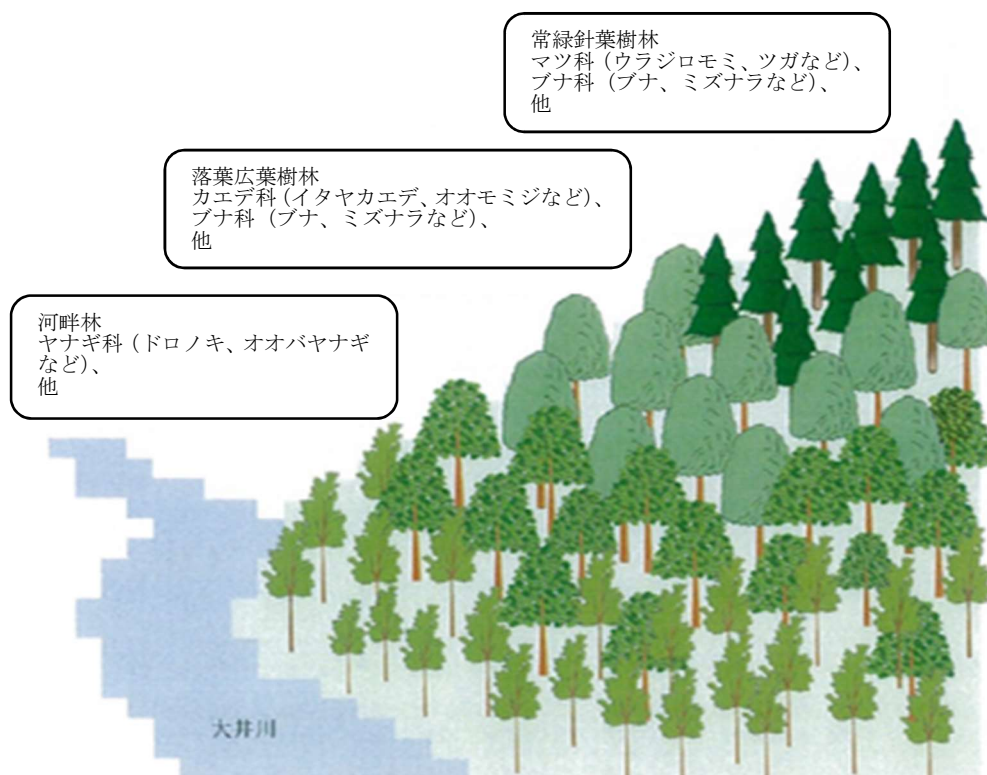 常緑針葉樹林
マツ科（ウラジロモミ、ツガなど）、
ブナ科（ブナ、ミズナラなど）、
他
落葉広葉樹林
カエデ科（イタヤカエデ、オオモミジなど）、
ブナ科（ブナ、ミズナラなど）、
他
河畔林
ヤナギ科（ドロノキ、オオバヤナギ
など）、
他
大井川